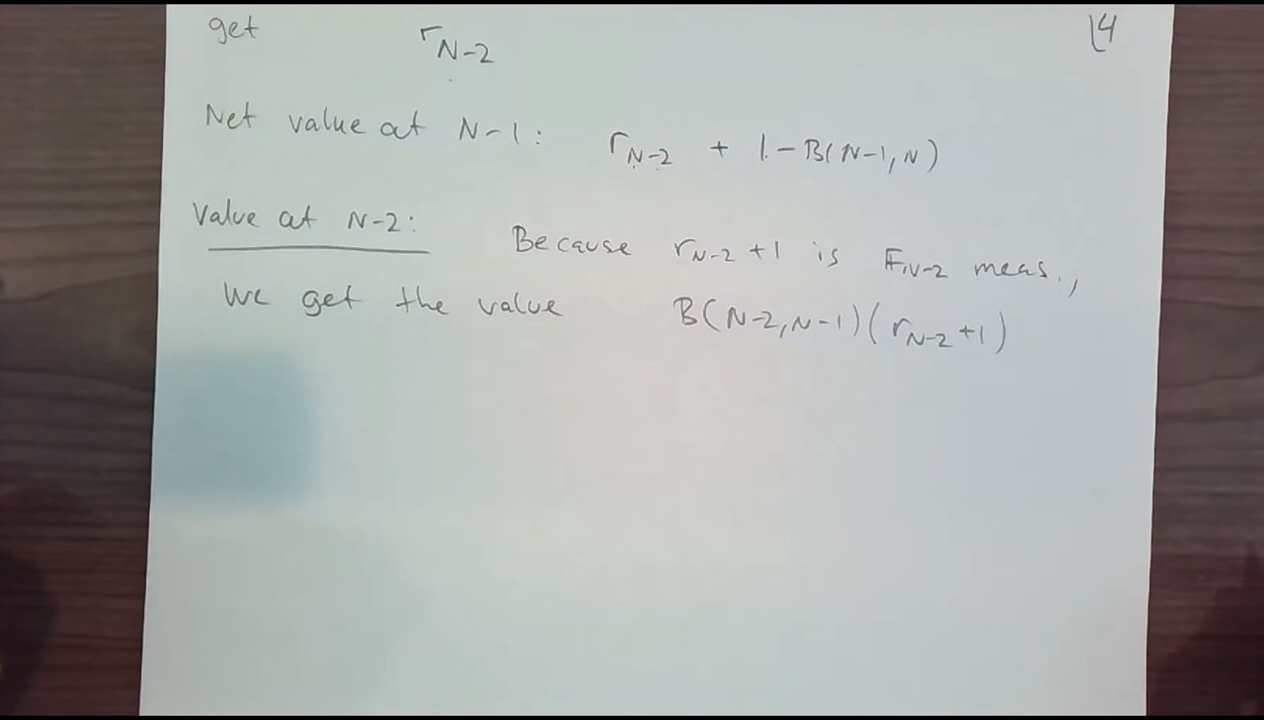 get r_{N-2} 14
Net value at N-1: r_{N-2} + 1 - B(N-1, N)
Value at N-2: Because r_{N-2} + 1 is F_{N-2} meas.,
We get the value B(N-2, N-1)(r_{N-2} + 1)